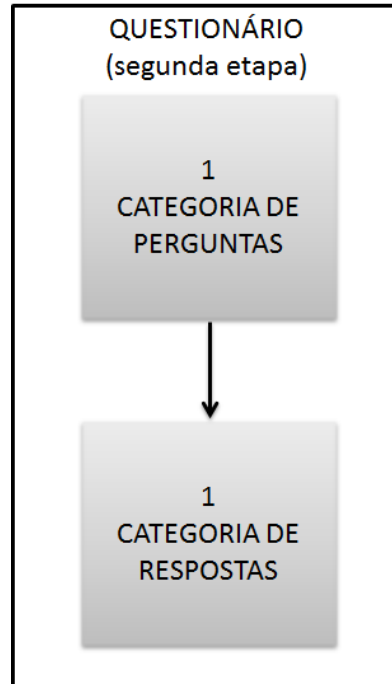 QUESTIONÁRIO
(segunda etapa)
1
CATEGORIA DE
PERGUNTAS
1
CATEGORIA DE
RESPOSTAS